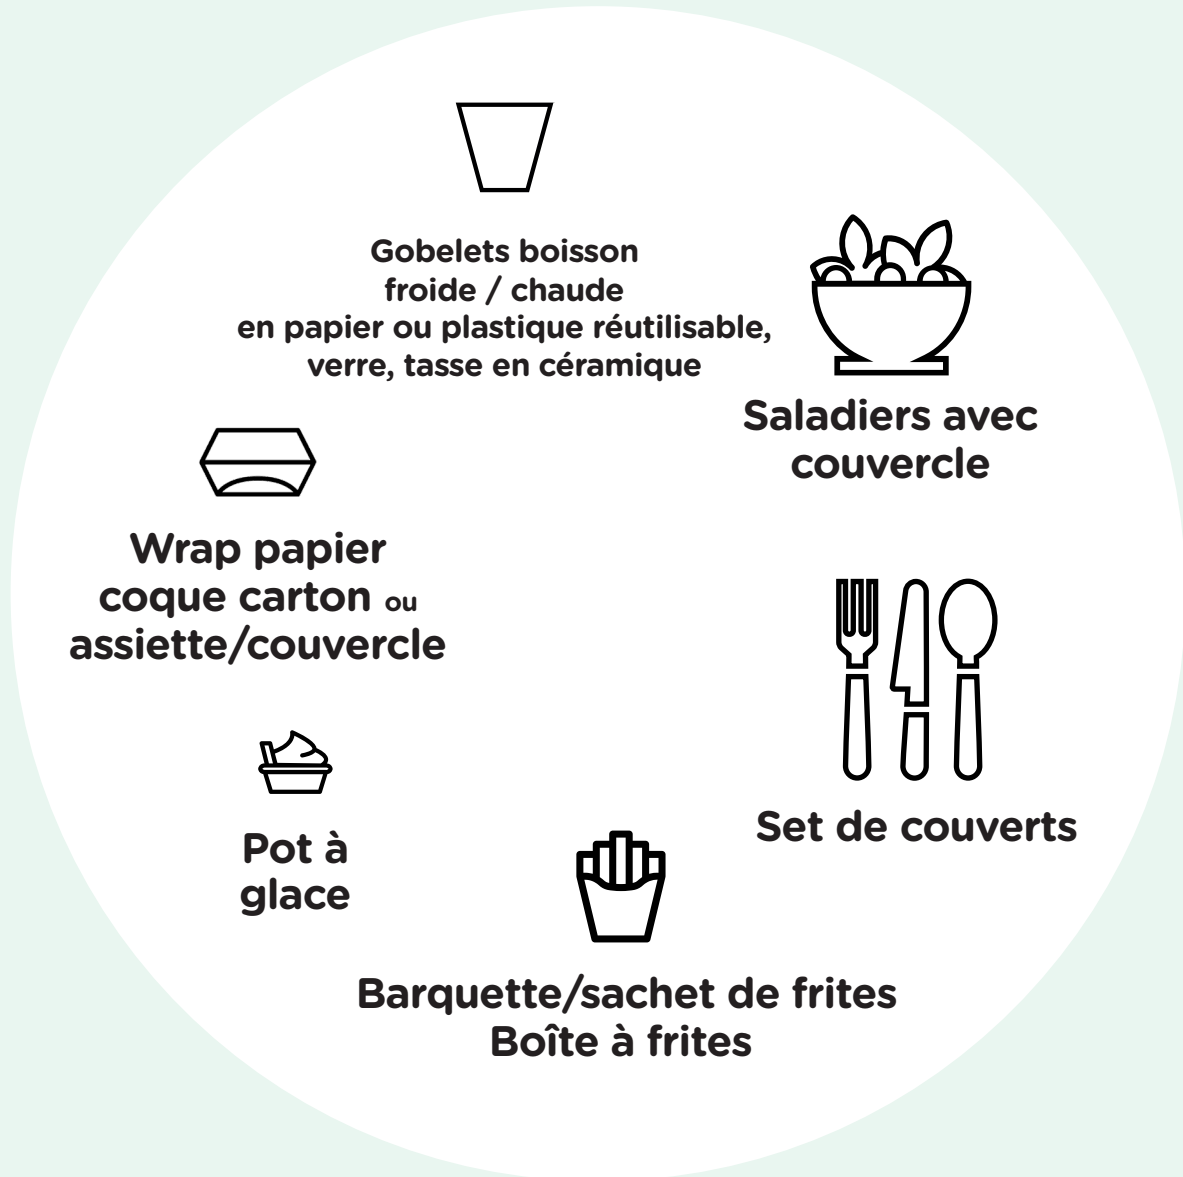 Gobelets boisson
froide / chaude
en papier ou plastique réutilisable,
verre, tasse en céramique
Saladiers avec
couvercle
Wrap papier
coque carton ou
assiette/couvercle
Set de couverts
Pot à
glace
Barquette/sachet de frites
Boîte à frites